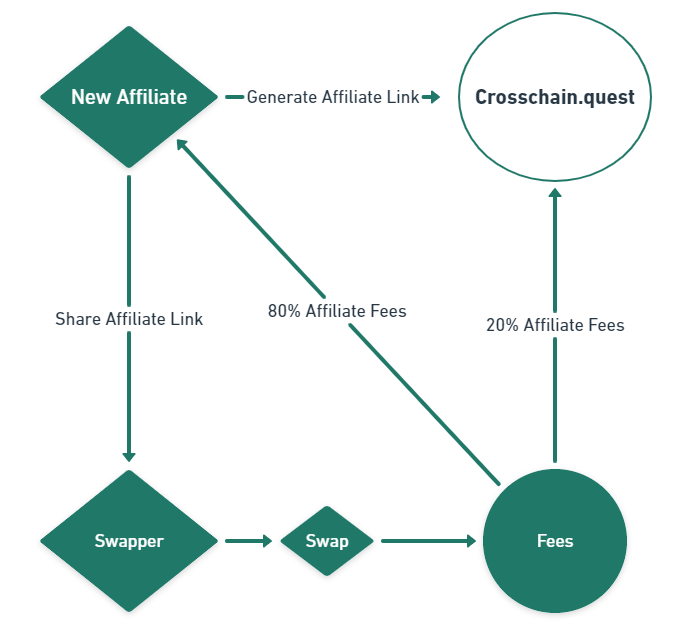 New Affiliate
Generate Affiliate Link
Crosschain.quest
80% Affiliate Fees
Share Affiliate Link
20% Affiliate Fees
Swapper
Swap
Fees